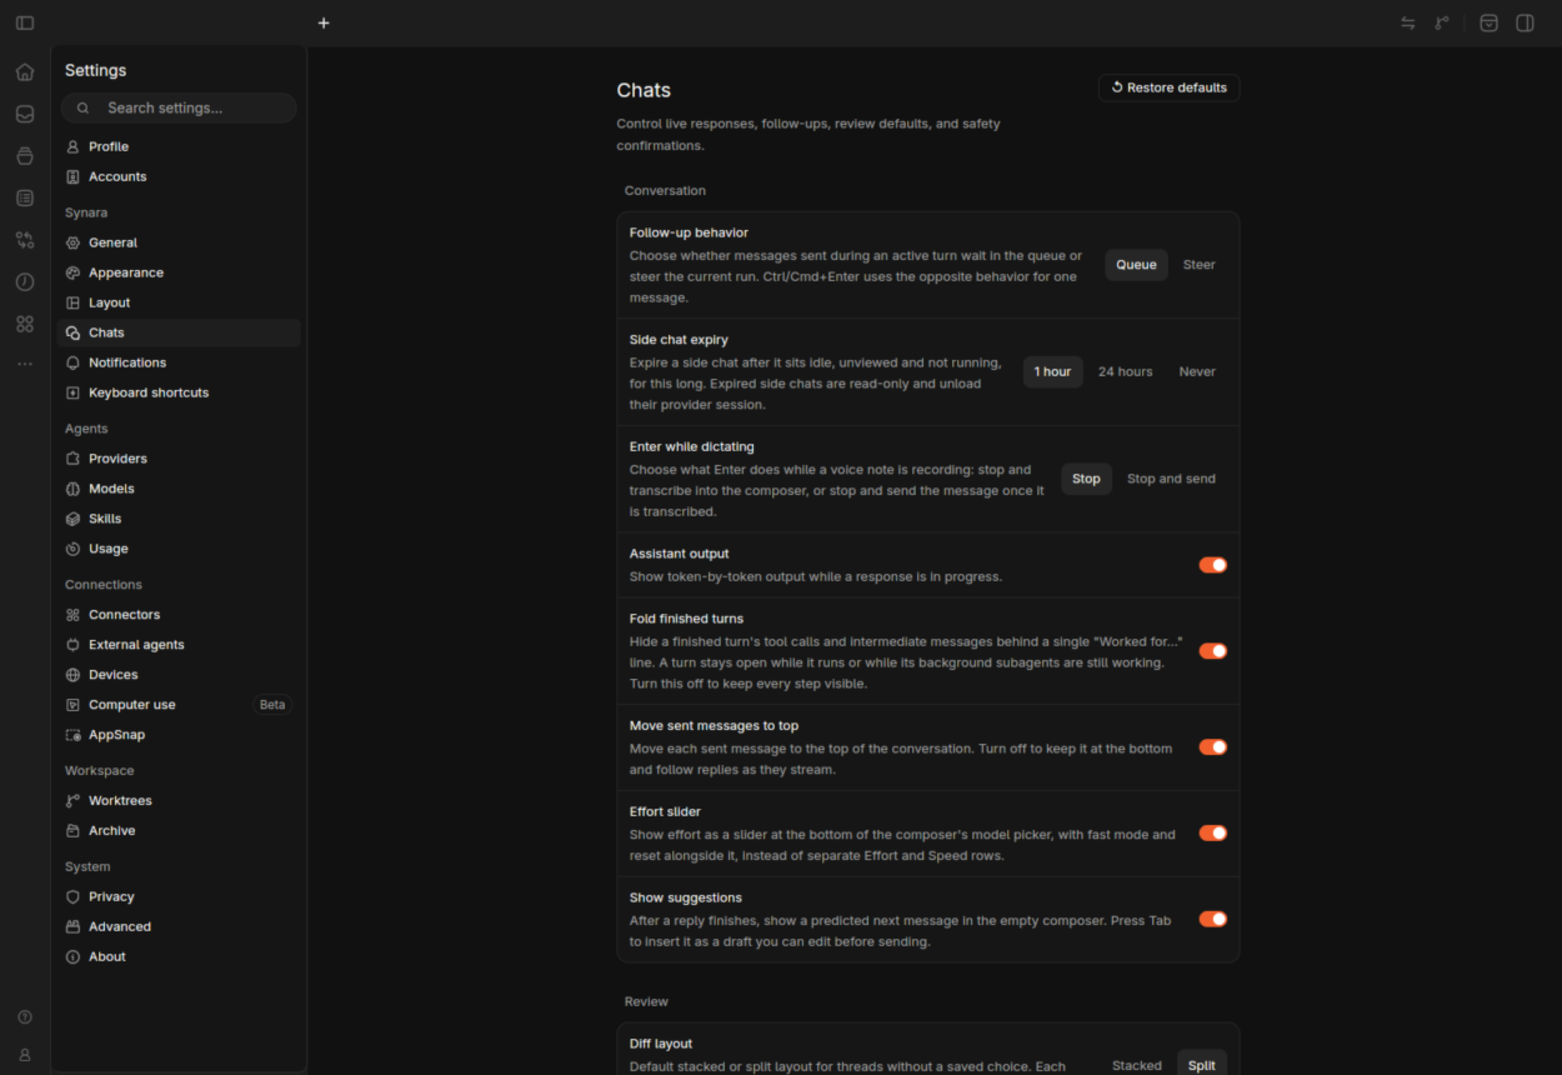 Settings
Search settings...
Profile
Accounts
Synara
General
Appearance
Layout
Chats
Notifications
Keyboard shortcuts
Agents
Providers
Models
Skills
Usage
Connections
Connectors
External agents
Devices
Computer use
Beta
AppSnap
Workspace
Worktrees
Archive
System
Privacy
Advanced
About
Chats
Restore defaults
Control live responses, follow-ups, review defaults, and safety
confirmations.
Conversation
Follow-up behavior
Choose whether messages sent during an active turn wait in the queue or
steer the current run. Ctrl/Cmd+Enter uses the opposite behavior for one
message.
Queue
Steer
Side chat expiry
Expire a side chat after it sits idle, unviewed and not running,
for this long. Expired side chats are read-only and unload
their provider session.
1 hour
24 hours
Never
Enter while dictating
Choose what Enter does while a voice note is recording: stop and
transcribe into the composer, or stop and send the message once it
is transcribed.
Stop
Stop and send
Assistant output
Show token-by-token output while a response is in progress.
Fold finished turns
Hide a finished turn's tool calls and intermediate messages behind a single "Worked for..."
line. A turn stays open while it runs or while its background subagents are still working.
Turn this off to keep every step visible.
Move sent messages to top
Move each sent message to the top of the conversation. Turn off to keep it at the bottom
and follow replies as they stream.
Effort slider
Show effort as a slider at the bottom of the composer's model picker, with fast mode and
reset alongside it, instead of separate Effort and Speed rows.
Show suggestions
After a reply finishes, show a predicted next message in the empty composer. Press Tab
to insert it as a draft you can edit before sending.
Review
Diff layout
Default stacked or split layout for threads without a saved choice. Each
Stacked
Split